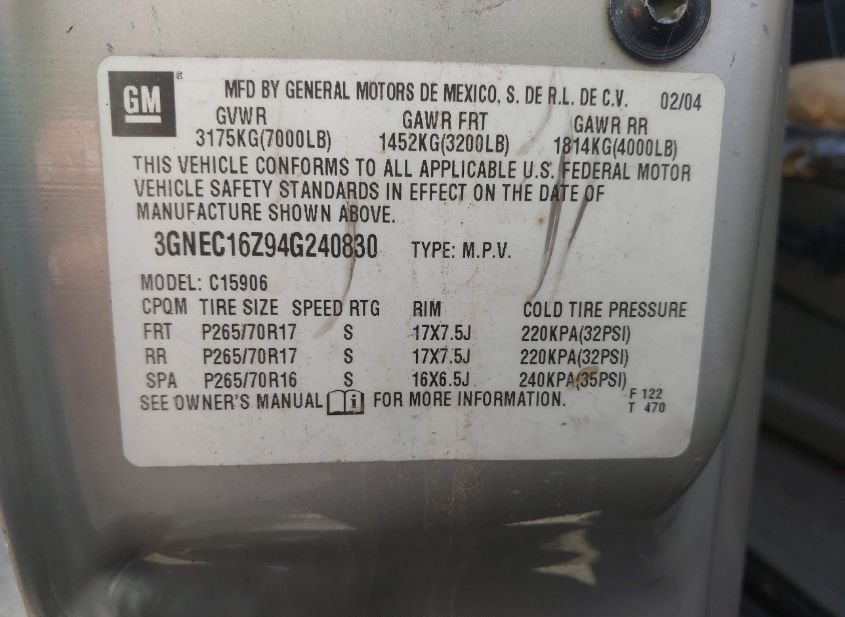 GM ® MFD BY GENERAL MOTORS DE MEXICO, S. DE R.L. DE C.V. 02/04
GVWR GAWR FRT GAWR RR
3175KG(7000LB) 1452KG(3200LB) 1814KG(4000LB)
THIS VEHICLE CONFORMS TO ALL APPLICABLE U.S. FEDERAL MOTOR
VEHICLE SAFETY STANDARDS IN EFFECT ON THE DATE OF
MANUFACTURE SHOWN ABOVE.
3GNEC16Z94G240830 TYPE: M.P.V.
MODEL: C15906
CPQM TIRE SIZE SPEED RTG RIM COLD TIRE PRESSURE
FRT P265/70R17 S 17X7.5J 220KPA(32PSI)
RR P265/70R17 S 17X7.5J 220KPA(32PSI)
SPA P265/70R16 S 16X6.5J 240KPA(35PSI)
SEE OWNER'S MANUAL i FOR MORE INFORMATION. F 122
T 470